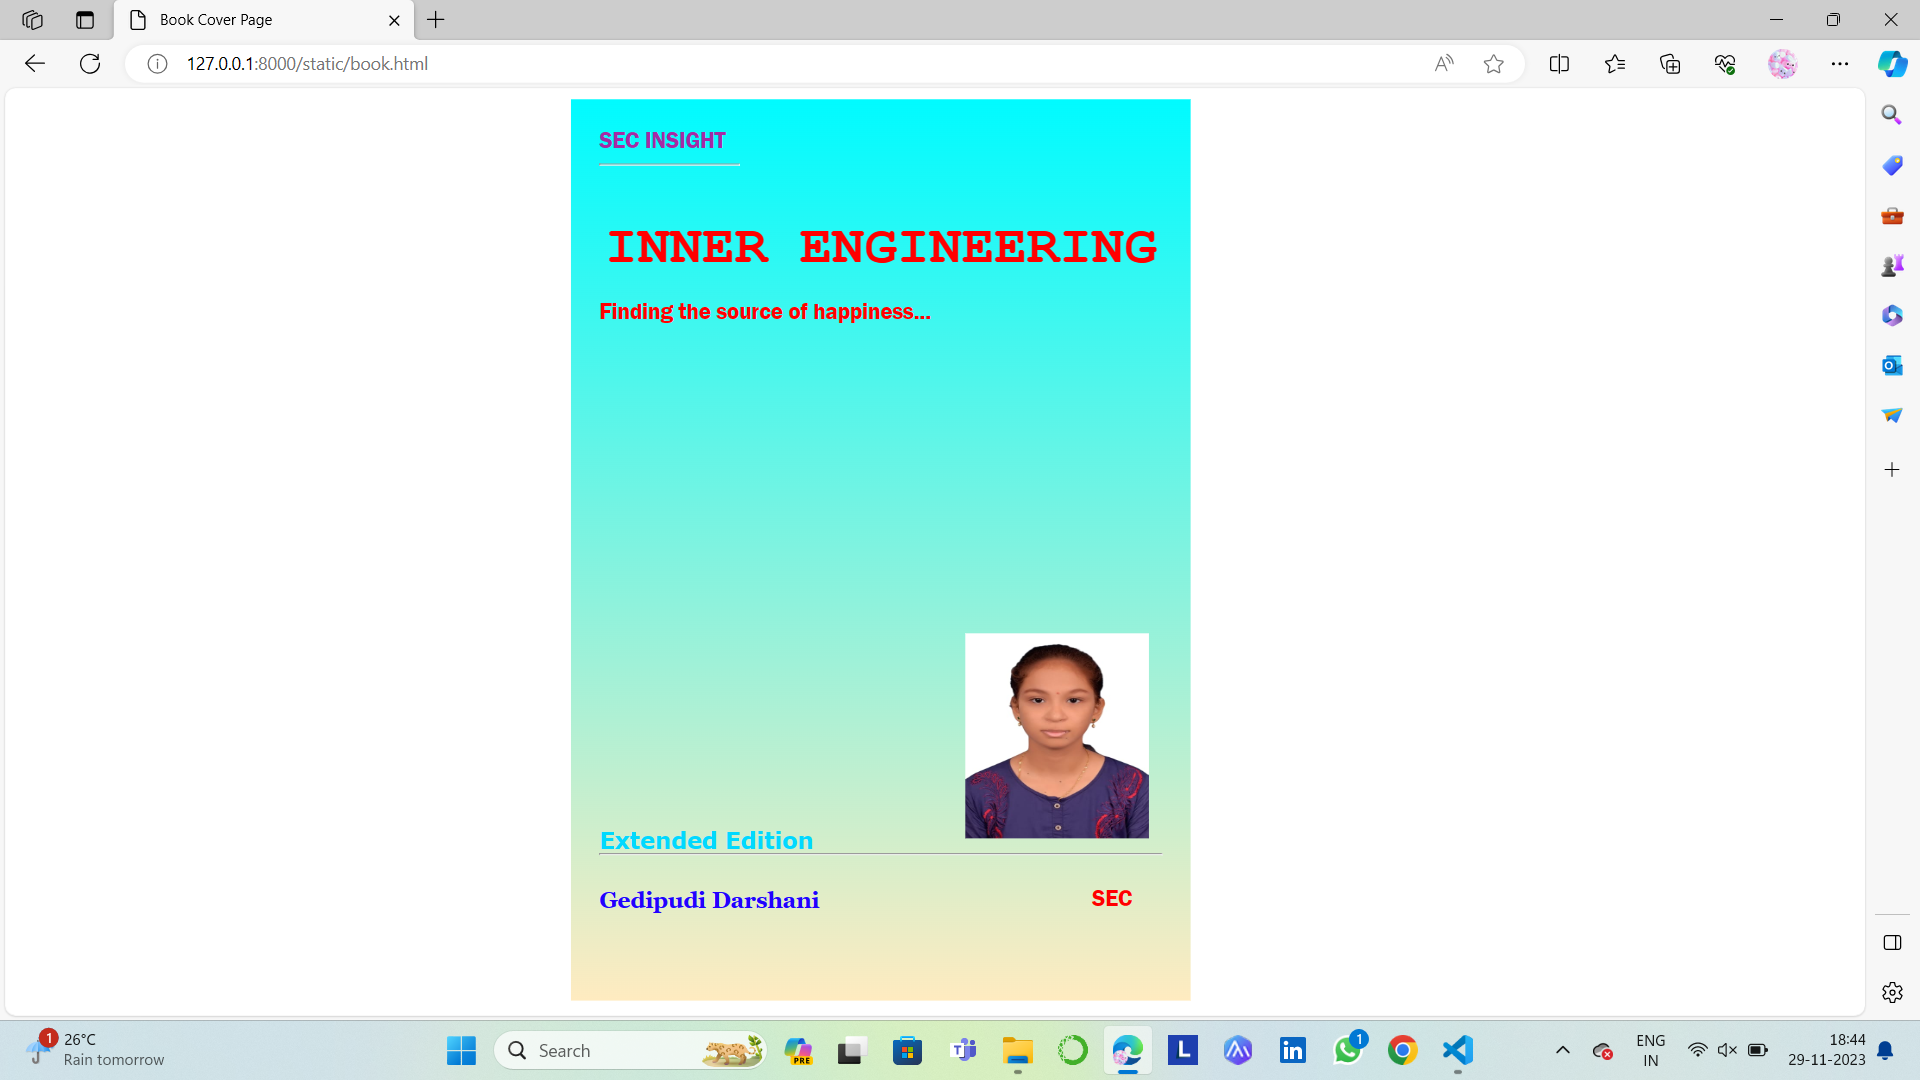 Book Cover Page
127.0.0.1:8000/static/book.html
SEC INSIGHT
INNER ENGINEERING
Finding the source of happiness...
Extended Edition
Gedipudi Darshani
SEC
1
26°C
Rain tomorrow
Search
PRE
L
in
1
ENG
IN
18:44
29-11-2023